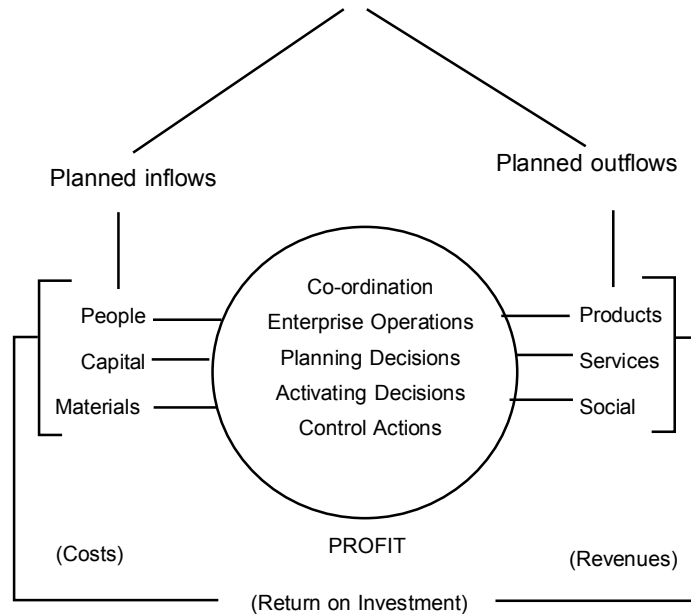 Planned inflows
Planned outflows
Co-ordination
People
Enterprise Operations
Products
Capital
Planning Decisions
Services
Materials
Activating Decisions
Social
Control Actions
(Costs)
PROFIT
(Revenues)
(Return on Investment)